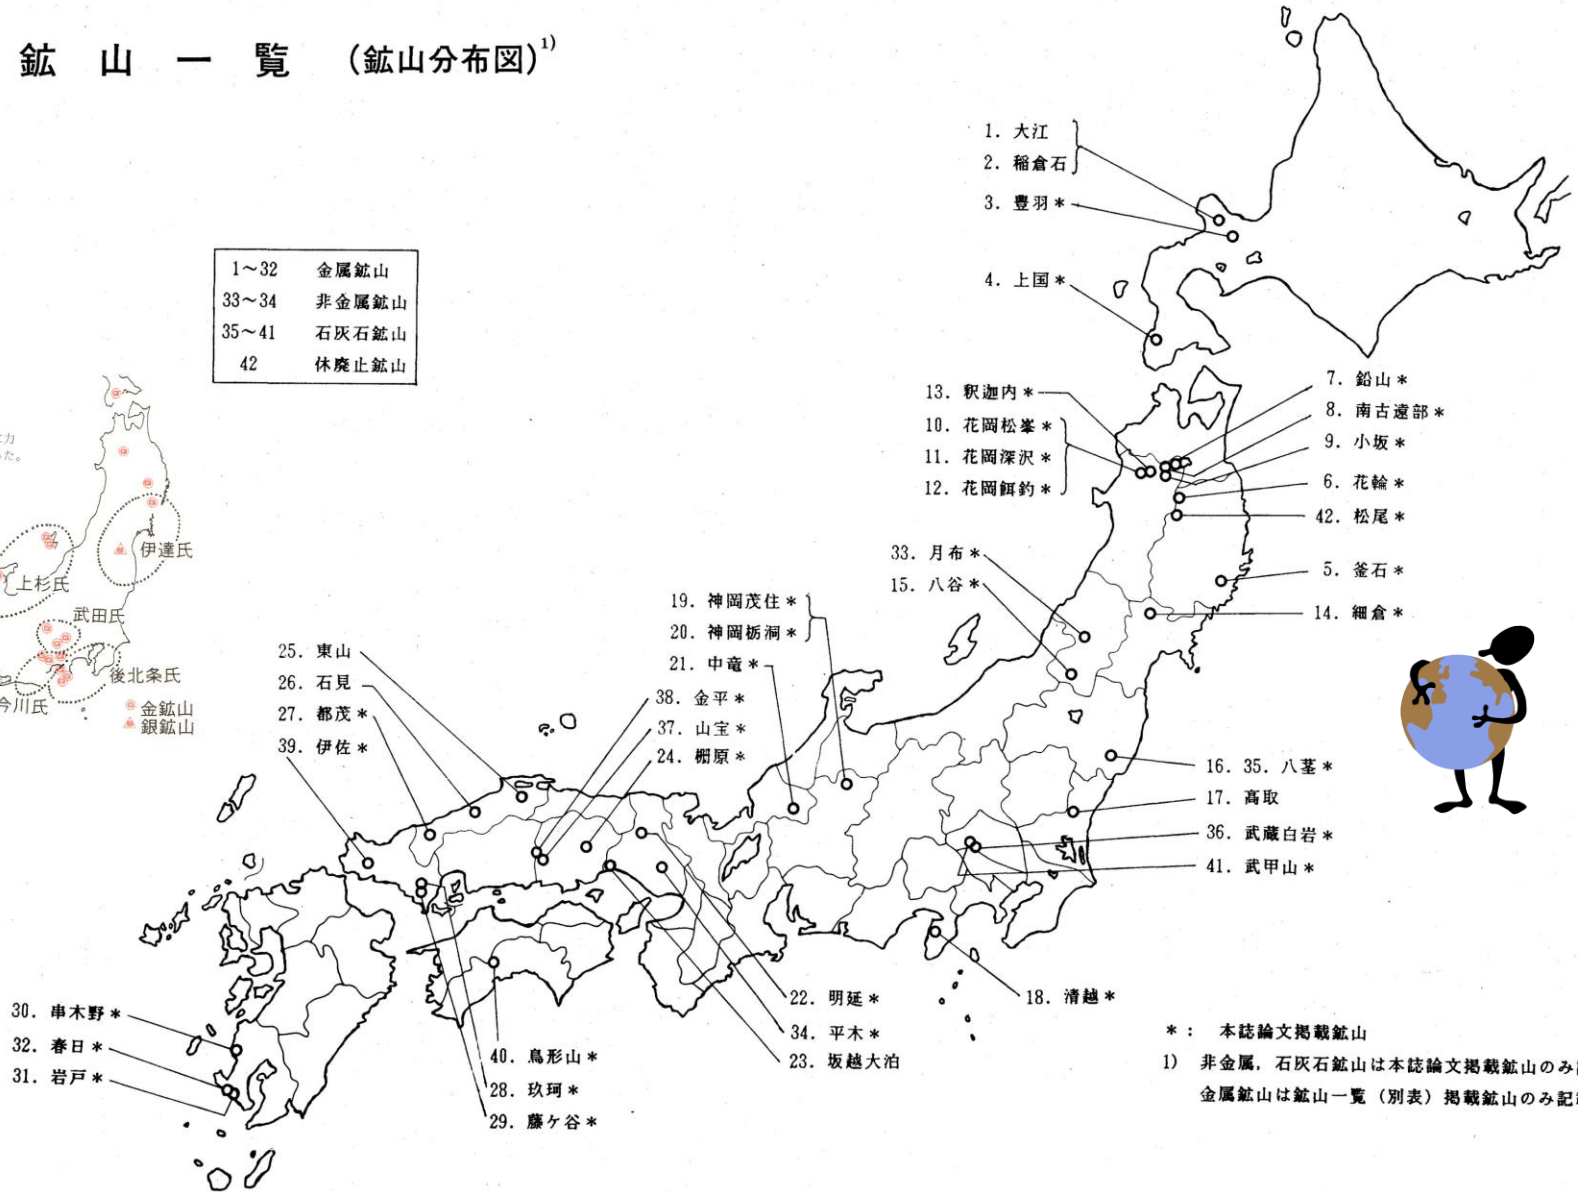 鉱山一覧 (鉱山分布図)1)
1~32 金属鉱山
33~34 非金属鉱山
35~41 石灰石鉱山
42 休廃止鉱山
1. 大江
2. 稲倉石
3. 豊羽*
4. 上国*
13. 釈迦内*
10. 花岡松峯*
11. 花岡深沢*
12. 花岡餌釣*
7. 鉛山*
8. 南古遠部*
9. 小坂*
6. 花輪*
42. 松尾*
5. 釜石*
14. 細倉*
33. 月布*
15. 八谷*
19. 神岡茂住*
20. 神岡栃洞*
21. 中竜*
38. 金平*
37. 山宝*
24. 柵原*
25. 東山
26. 石見
27. 都茂*
39. 伊佐*
16. 35. 八茎*
17. 高取
36. 武蔵白岩*
41. 武甲山*
18. 清越*
22. 明延*
34. 平木*
23. 坂越大泊
40. 鳥形山*
28. 玖珂*
29. 藤ケ谷*
30. 串木野*
32. 春日*
31. 岩戸*
*: 本誌論文掲載鉱山
1) 非金属, 石灰石鉱山は本誌論文掲載鉱山のみ
金属鉱山は鉱山一覧 (別表) 掲載鉱山のみ記
力
た。
伊達氏
上杉氏
武田氏
後北条氏
今川氏
金鉱山
銀鉱山